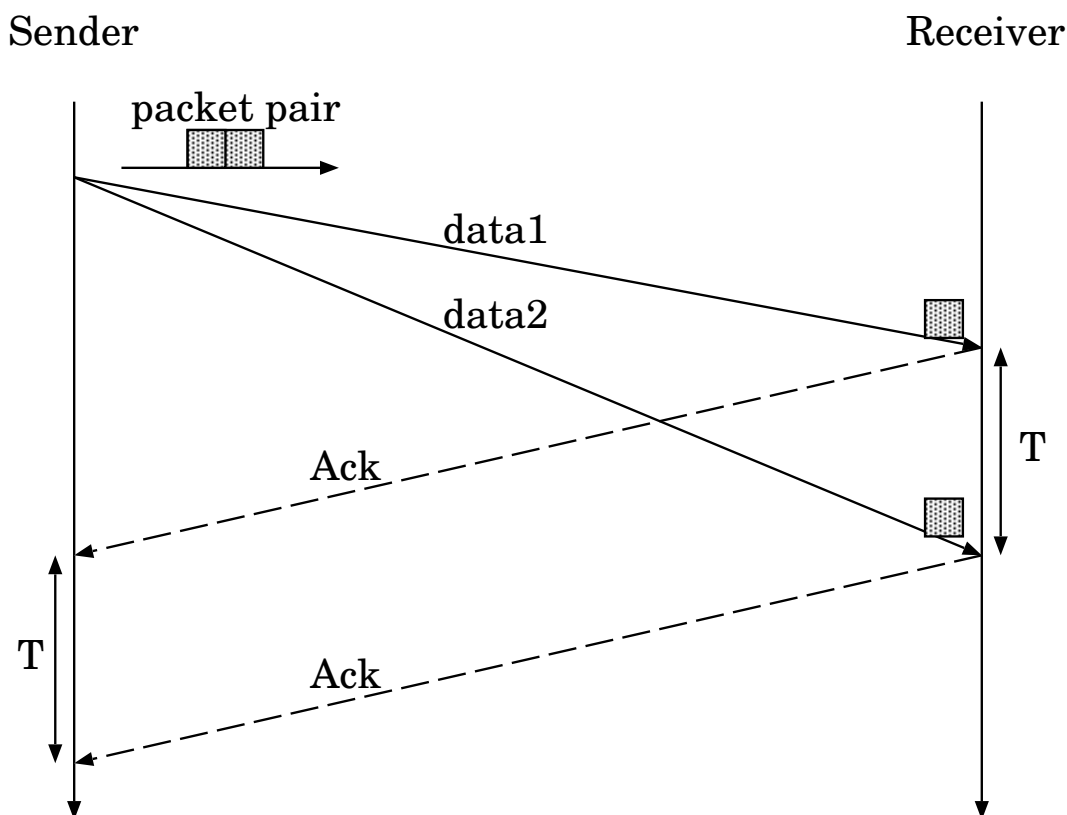 Sender
Receiver
packet pair
data1
data2
Ack
T
T
Ack